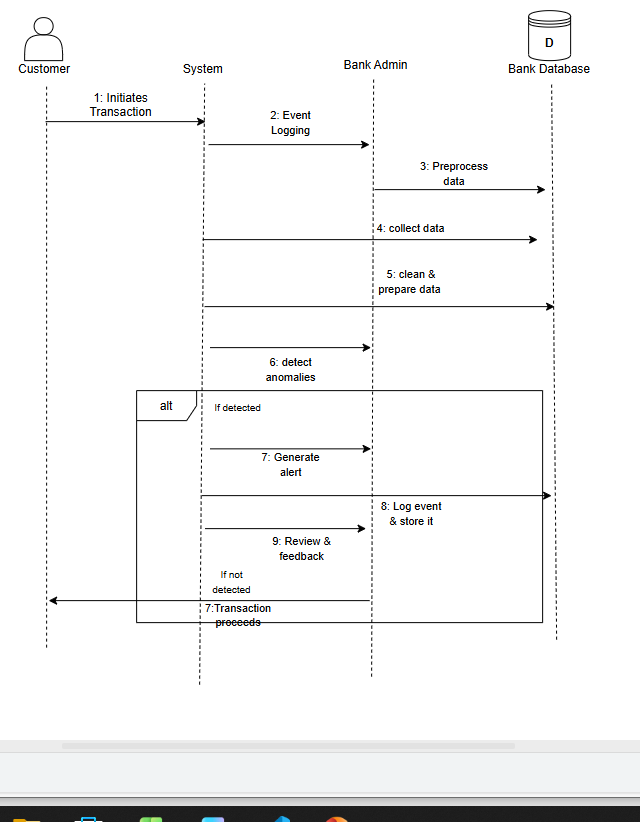 D
Customer
System
Bank Admin
Bank Database
1: Initiates
Transaction
2: Event
Logging
3: Preprocess
data
4: collect data
5: clean &
prepare data
6: detect
anomalies
alt
If detected
7: Generate
alert
8: Log event
& store it
9: Review &
feedback
If not
detected
7:Transaction
proceeds